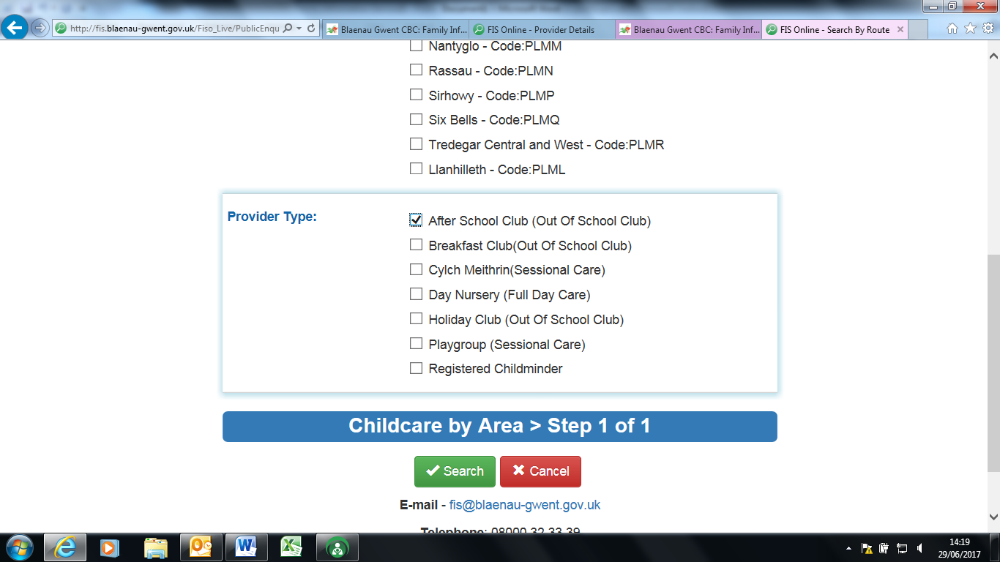 http://fis.blaenau-gwent.gov.uk/Fiso_Live/PublicEnqu
Blaenau Gwent CBC: Family Inf...
FIS Online - Provider Details
Blaenau Gwent CBC: Family Inf...
FIS Online - Search By Route
Nantyglo - Code:PLMM
Rassau - Code:PLMN
Sirhowy - Code:PLMP
Six Bells - Code:PLMQ
Tredegar Central and West - Code:PLMR
Llanhilleth - Code:PLML
Provider Type:
After School Club (Out Of School Club)
Breakfast Club(Out Of School Club)
Cylch Meithrin(Sessional Care)
Day Nursery (Full Day Care)
Holiday Club (Out Of School Club)
Playgroup (Sessional Care)
Registered Childminder
Childcare by Area > Step 1 of 1
Search
Cancel
E-mail - fis@blaenau-gwent.gov.uk
Telephone: 08000 32 33 39
14:19
29/06/2017